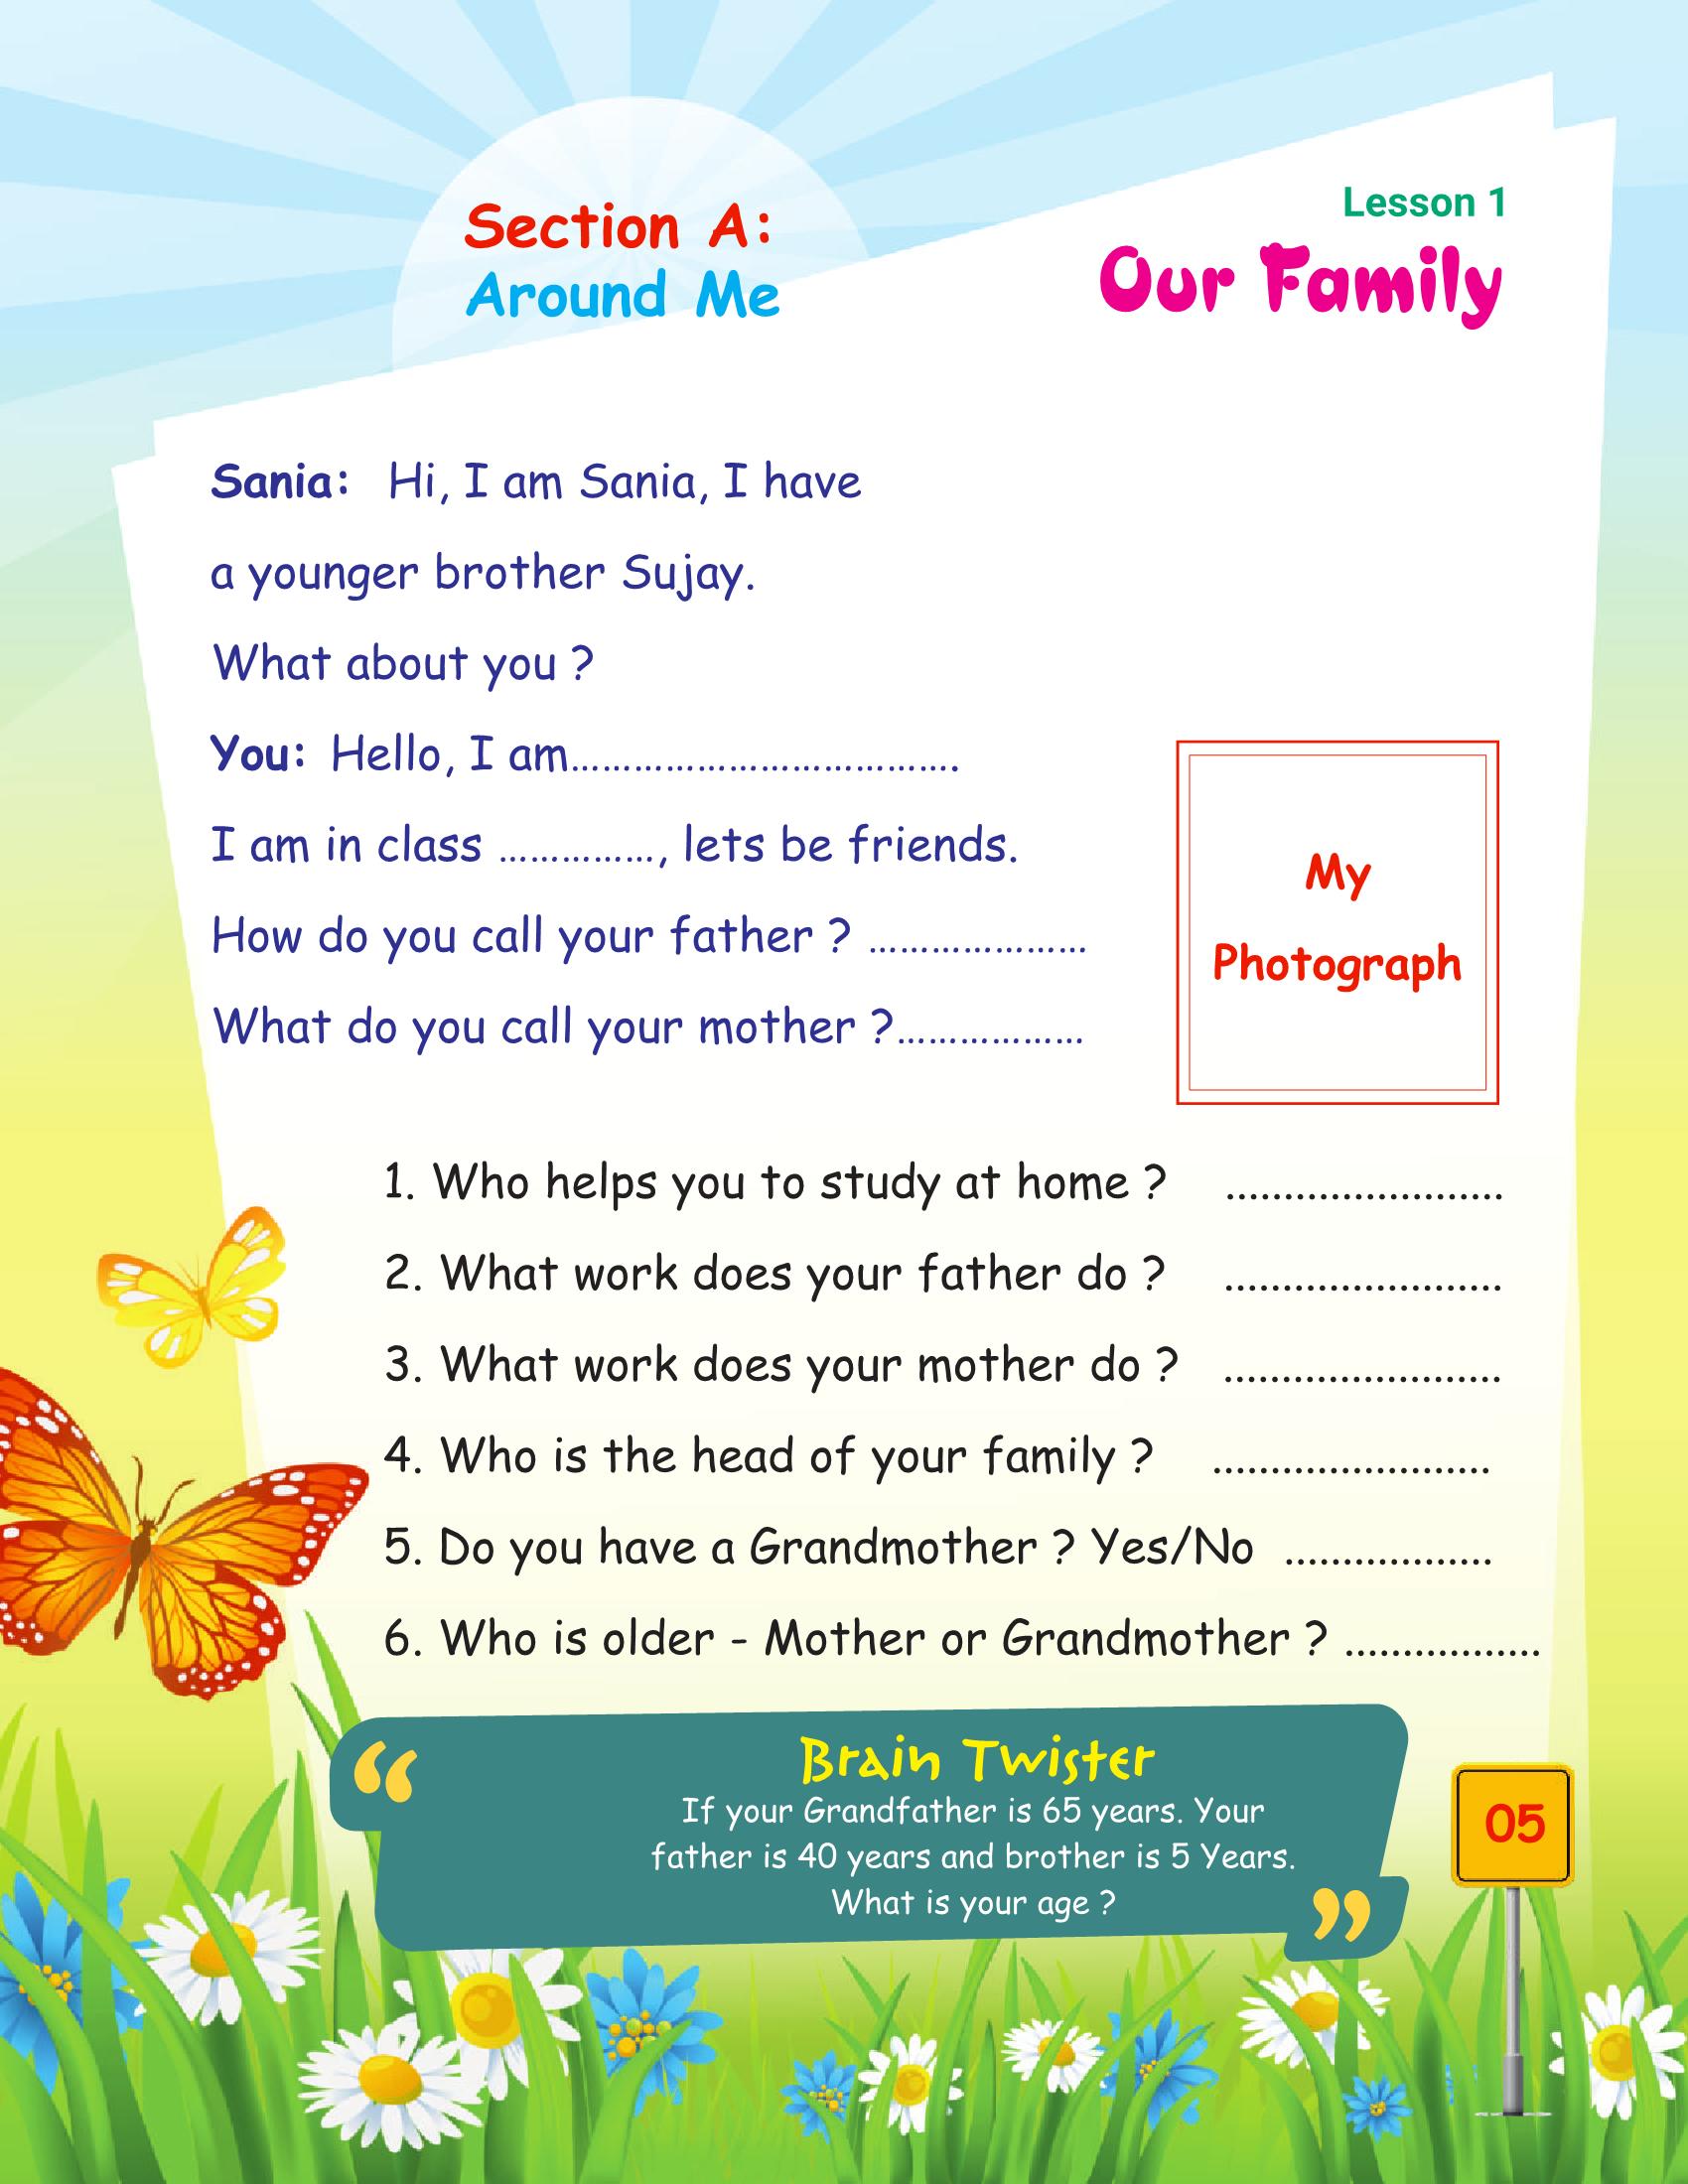 Section A:
Around Me
Lesson 1
Our Family
Sania: Hi, I am Sania, I have
a younger brother Sujay.
What about you ?
You: Hello, I am……………………………….
I am in class ……………, lets be friends.
How do you call your father ? …………………
What do you call your mother ?………………
My
Photograph
1. Who helps you to study at home ? ........................
2. What work does your father do ? ........................
3. What work does your mother do ? ........................
4. Who is the head of your family ? ........................
5. Do you have a Grandmother ? Yes/No ..................
6. Who is older - Mother or Grandmother ? .................
Brain Twister
“ If your Grandfather is 65 years. Your
father is 40 years and brother is 5 Years.
What is your age ? ”
05